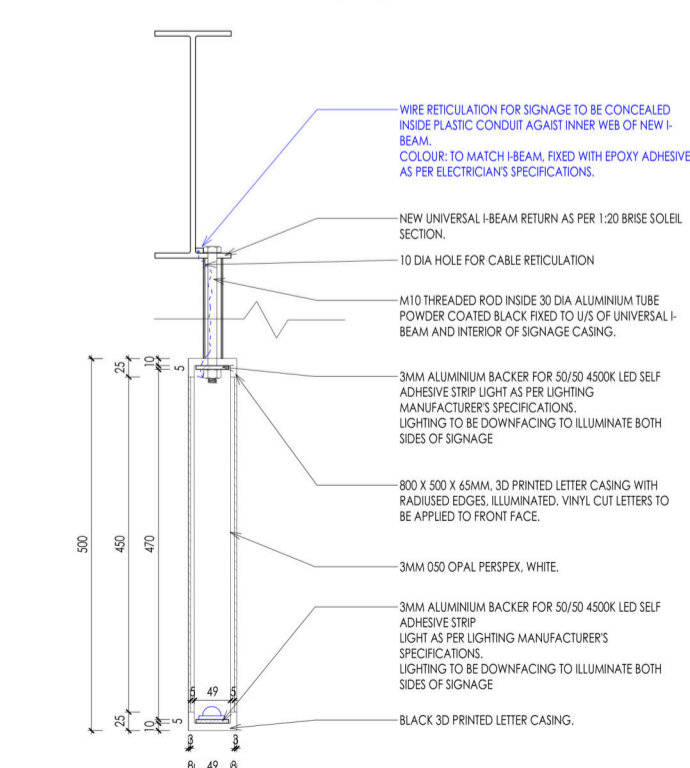 WIRE RETICULATION FOR SIGNAGE TO BE CONCEALED
INSIDE PLASTIC CONDUIT AGAIST INNER WEB OF NEW I-
BEAM.
COLOUR: TO MATCH I-BEAM, FIXED WITH EPOXY ADHESIVE
AS PER ELECTRICIAN'S SPECIFICATIONS.
NEW UNIVERSAL I-BEAM RETURN AS PER 1:20 BRISE SOLEIL
SECTION.
10 DIA HOLE FOR CABLE RETICULATION
M10 THREADED ROD INSIDE 30 DIA ALUMINIUM TUBE
POWDER COATED BLACK FIXED TO U/S OF UNIVERSAL I-
BEAM AND INTERIOR OF SIGNAGE CASING.
3MM ALUMINIUM BACKER FOR 50/50 4500K LED SELF
ADHESIVE STRIP LIGHT AS PER LIGHTING
MANUFACTURER'S SPECIFICATIONS.
LIGHTING TO BE DOWNFACING TO ILLUMINATE BOTH
SIDES OF SIGNAGE
800 X 500 X 65MM, 3D PRINTED LETTER CASING WITH
RADIUSED EDGES, ILLUMINATED. VINYL CUT LETTERS TO
BE APPLIED TO FRONT FACE.
3MM 050 OPAL PERSPEX, WHITE.
3MM ALUMINIUM BACKER FOR 50/50 4500K LED SELF
ADHESIVE STRIP
LIGHT AS PER LIGHTING MANUFACTURER'S
SPECIFICATIONS.
LIGHTING TO BE DOWNFACING TO ILLUMINATE BOTH
SIDES OF SIGNAGE
BLACK 3D PRINTED LETTER CASING.
25
10
5
500
450
470
25
10
5
5 49 5
3 3
8 49 8